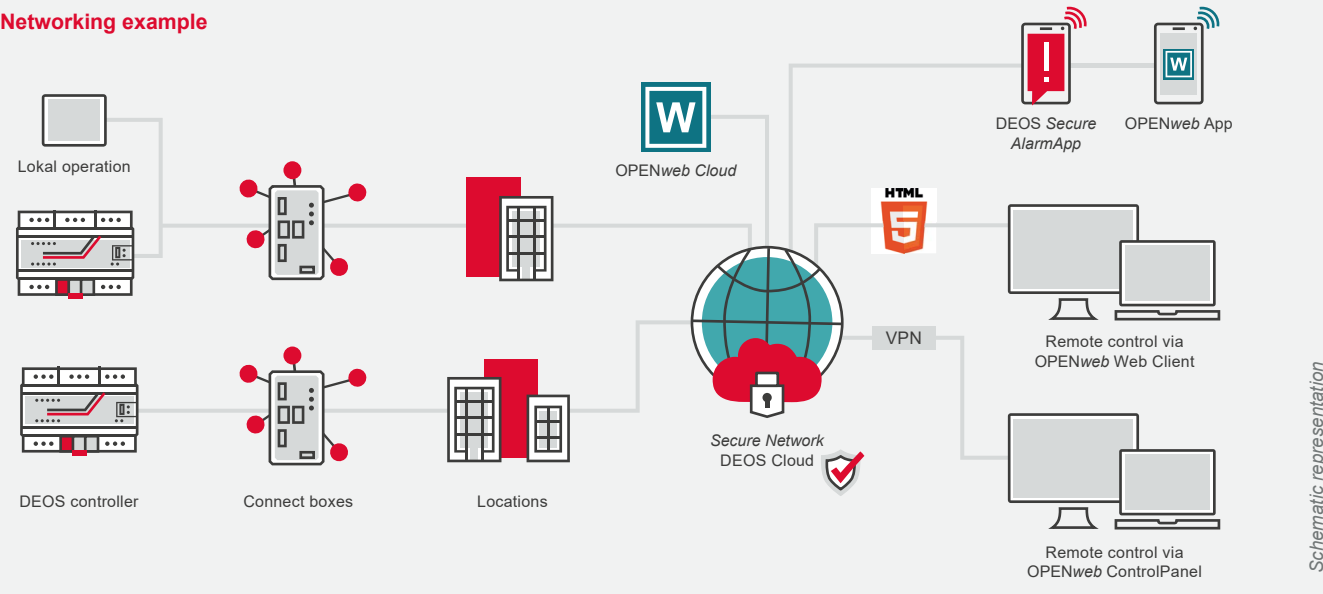 Networking example
Lokal operation
W
OPENweb Cloud
DEOS Secure
AlarmApp
W
OPENweb App
HTML
5
Remote control via
OPENweb Web Client
VPN
Secure Network
DEOS Cloud
DEOS controller
Connect boxes
Locations
Remote control via
OPENweb ControlPanel
Schematic representation